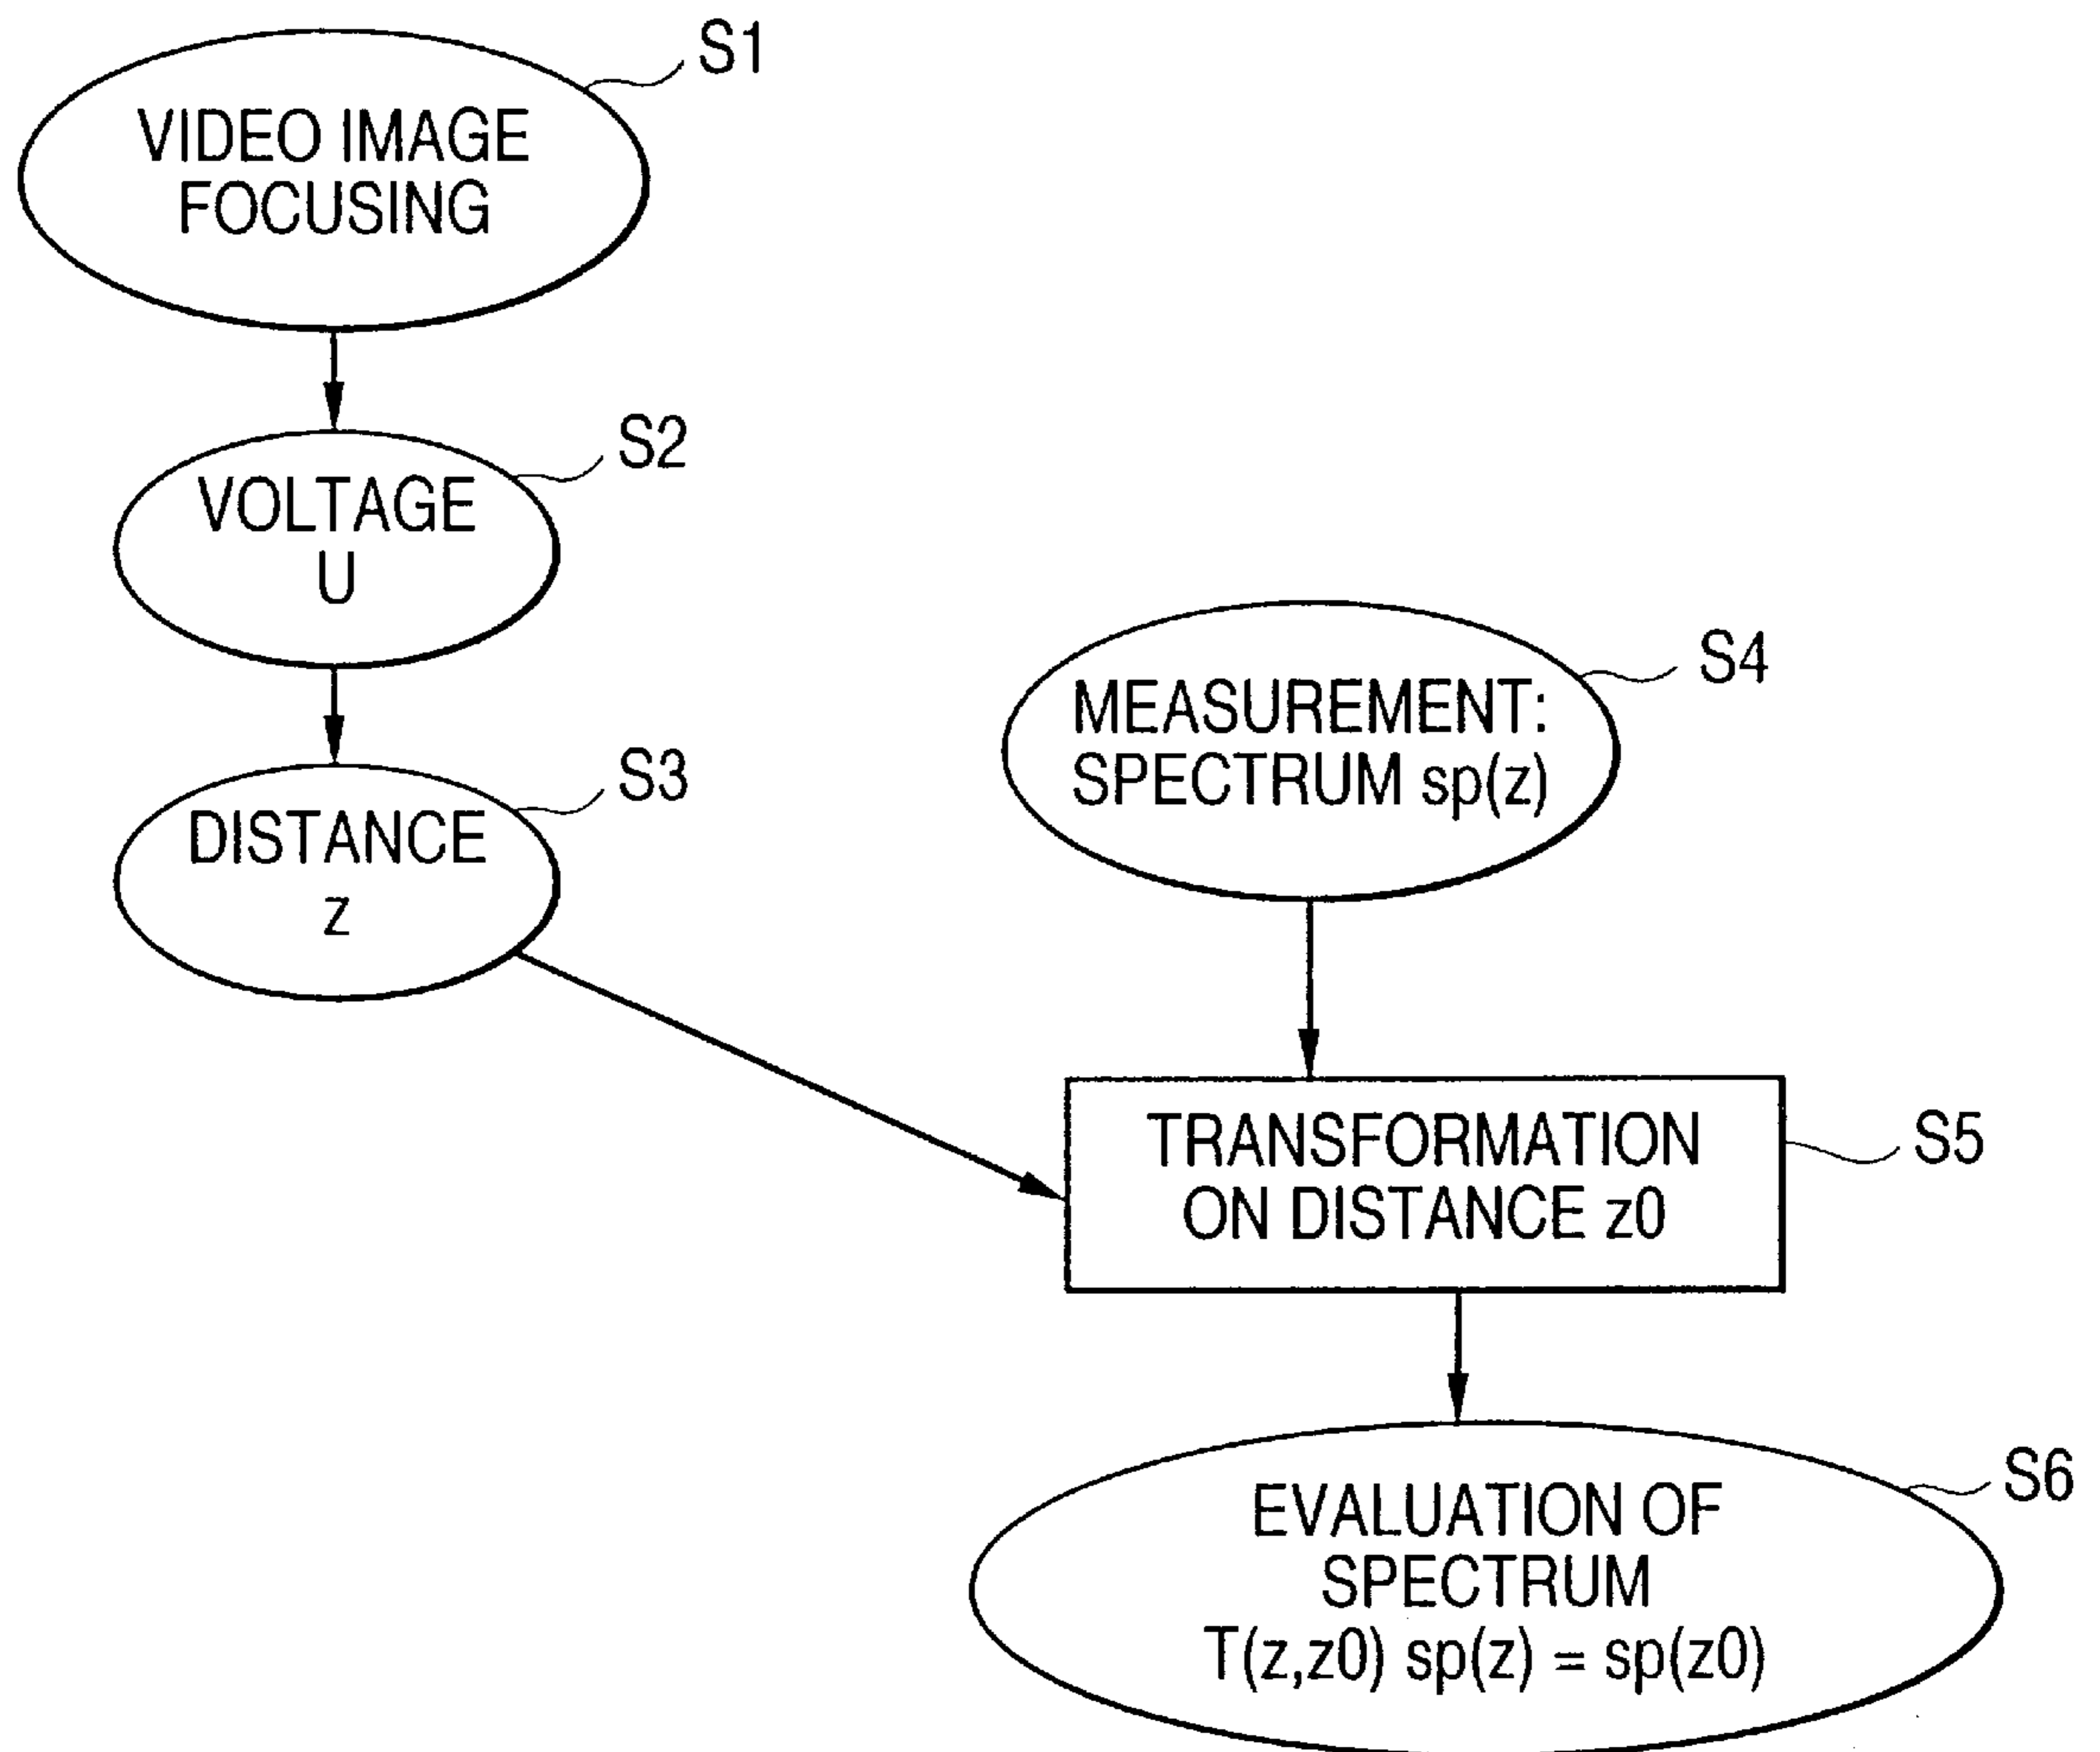 S1
VIDEO IMAGE
FOCUSING
S2
VOLTAGE
U
S3
DISTANCE
z
S4
MEASUREMENT:
SPECTRUM sp(z)
S5
TRANSFORMATION
ON DISTANCE z0
S6
EVALUATION OF
SPECTRUM
T(z,z0) sp(z) = sp(z0)